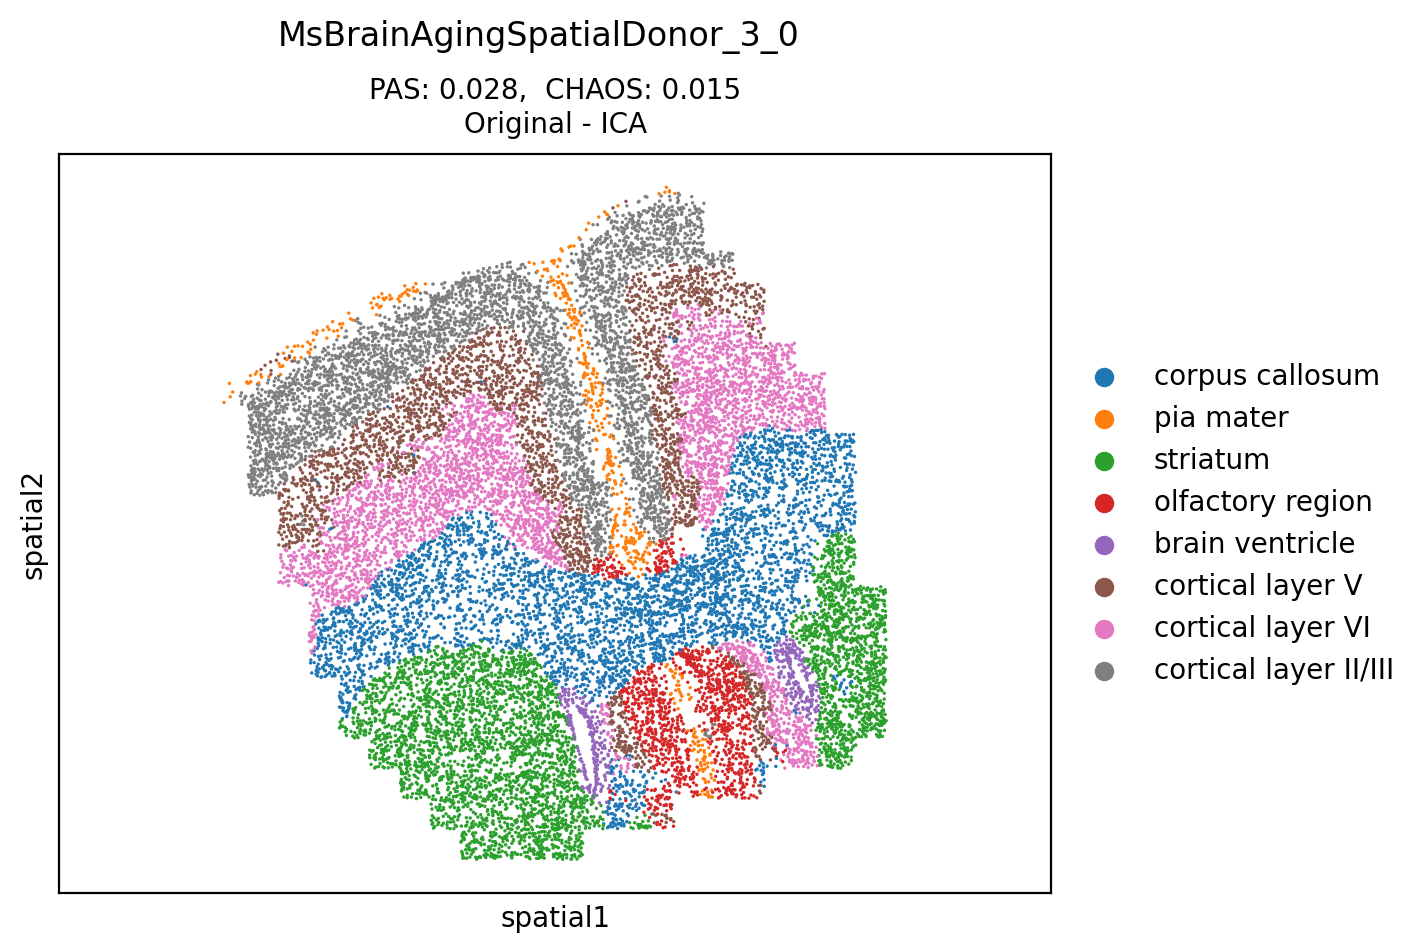 MsBrainAgingSpatialDonor_3_0
PAS: 0.028,  CHAOS: 0.015
Original - ICA
spatial2
spatial1
corpus callosum
pia mater
striatum
olfactory region
brain ventricle
cortical layer V
cortical layer VI
cortical layer II/III